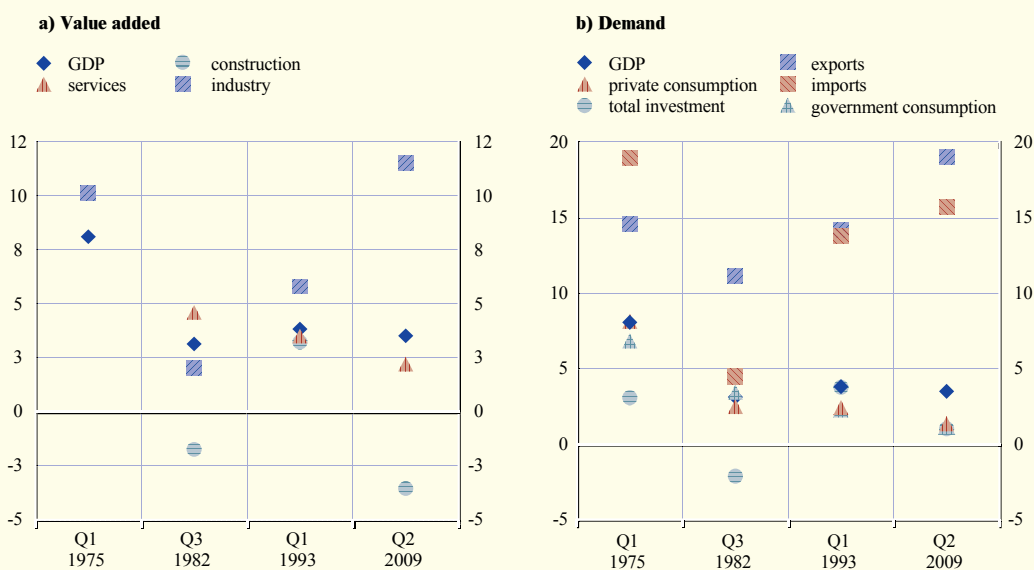 a) Value added
GDP
services
construction
industry
12 12
10 10
8 8
5 5
3 3
0 0
-3 -3
-5 -5
Q1 Q3 Q1 Q2
1975 1982 1993 2009
b) Demand
GDP
private consumption
total investment
exports
imports
government consumption
20 20
15 15
10 10
5 5
0 0
-5 -5
Q1 Q3 Q1 Q2
1975 1982 1993 2009